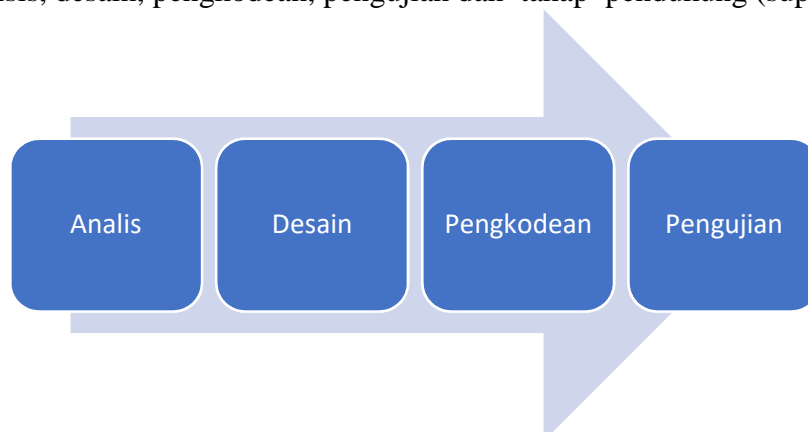 desain, pengkodean, pengujian dan tahap pendukung
Analis
Desain
Pengkodean
Pengujian